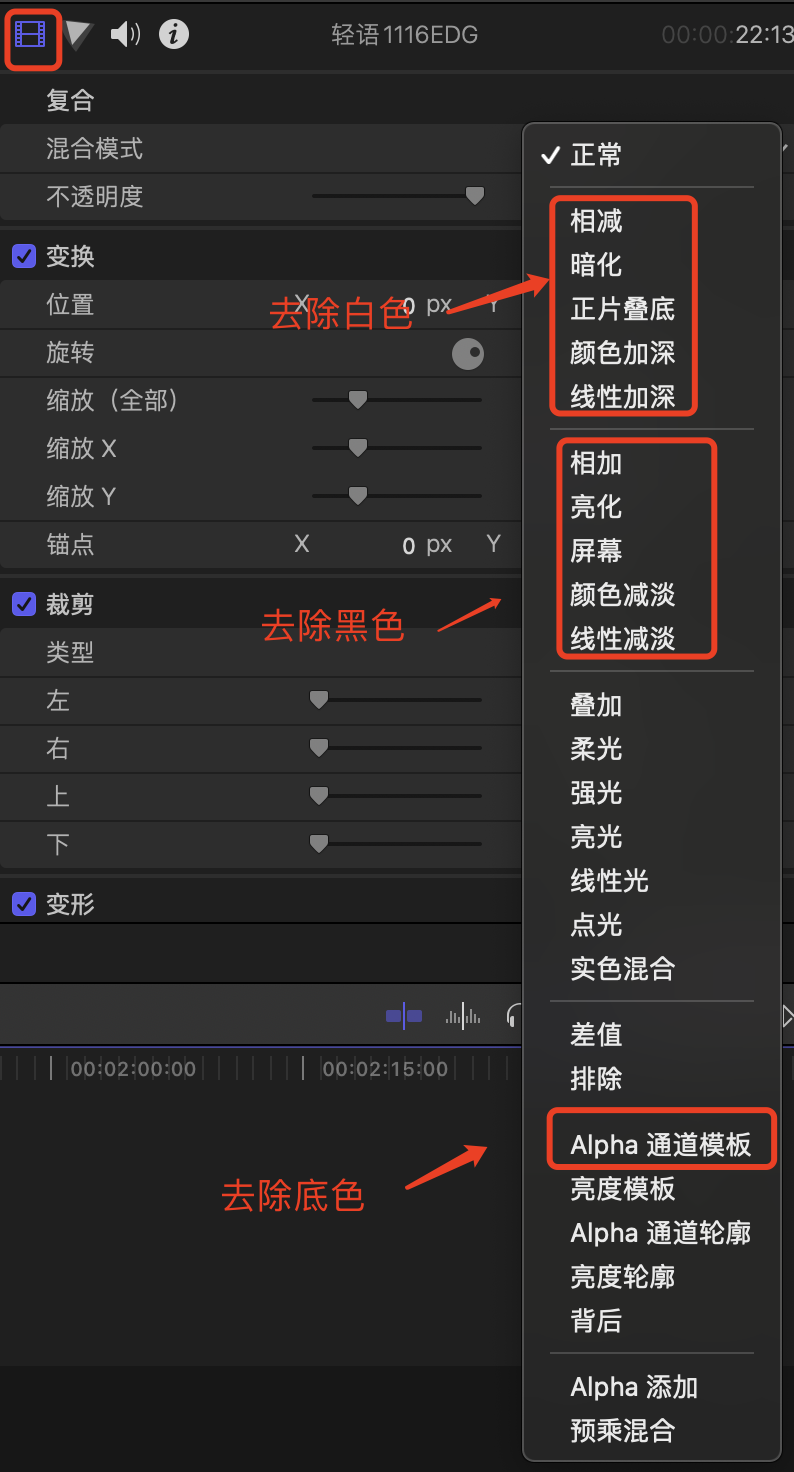 轻语1116EDG 00:00:22:13
复合
混合模式
不透明度
变换
位置 X 0 px Y
去除白色
旋转
缩放（全部）
缩放 X
缩放 Y
锚点 X 0 px Y
裁剪
去除黑色
类型
左
右
上
下
变形
00:02:00:00 00:02:15:00
去除底色
正常
相减
暗化
正片叠底
颜色加深
线性加深
相加
亮化
屏幕
颜色减淡
线性减淡
叠加
柔光
强光
亮光
线性光
点光
实色混合
差值
排除
Alpha 通道模板
亮度模板
Alpha 通道轮廓
亮度轮廓
背后
Alpha 添加
预乘混合